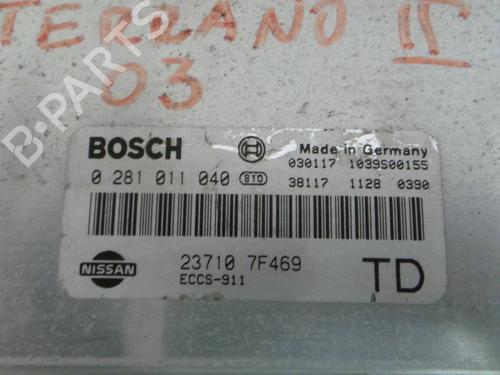 TERRANO II
03
B-PARTS
BOSCH
Made in Germany
030117 1039S00155
0 281 011 040 810
38117 1128 0390
NISSAN
23710 7F469
ECCS-911
TD